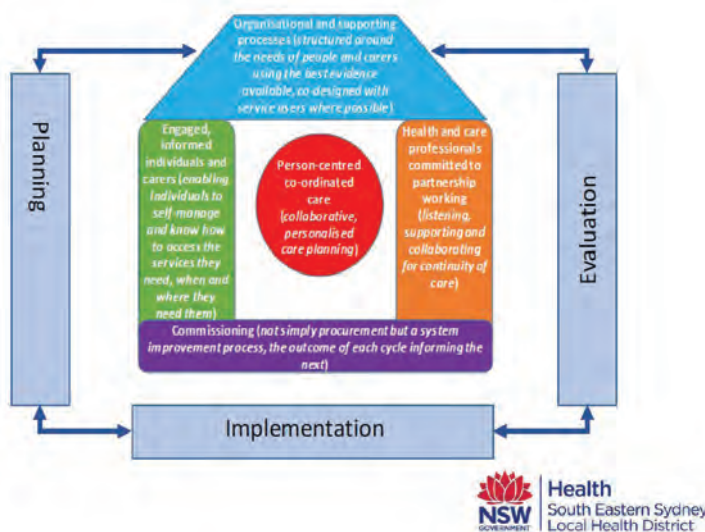 Organisational and supporting
processes (structured around
the needs of people and carers
using the best evidence
available, co-designed with
service users where possible)
Planning
Engaged,
informed
individuals and
carers (enabling
individuals to
self-manage
and know how
to access the
services they
need, when and
where they
need them)
Person-centred
co-ordinated
care
(collaborative,
personalised
care planning)
Health and care
professionals
committed to
partnership
working
(listening,
supporting and
collaborating
for continuity of
care)
Evaluation
Commissioning (not simply procurement but a system
improvement process, the outcome of each cycle informing the
next)
Implementation
NSW
GOVERNMENT
Health
South Eastern Sydney
Local Health District